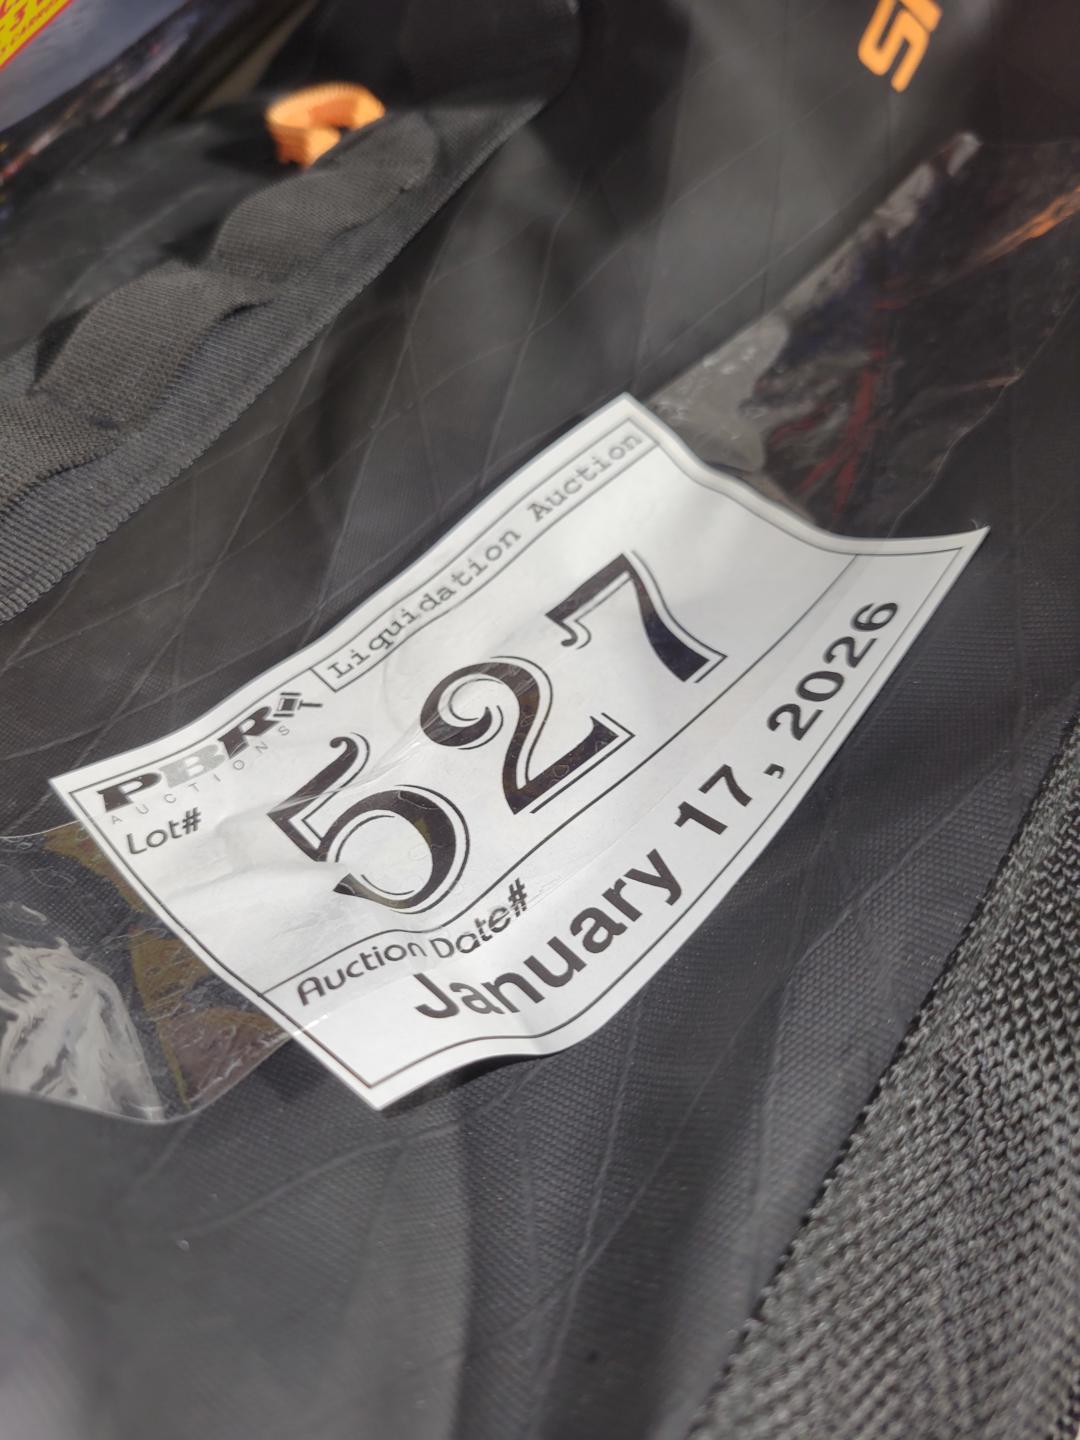 PBR
AUCTIONS
Liquidation Auction
Lot#
527
Auction Date#
January 17, 2026